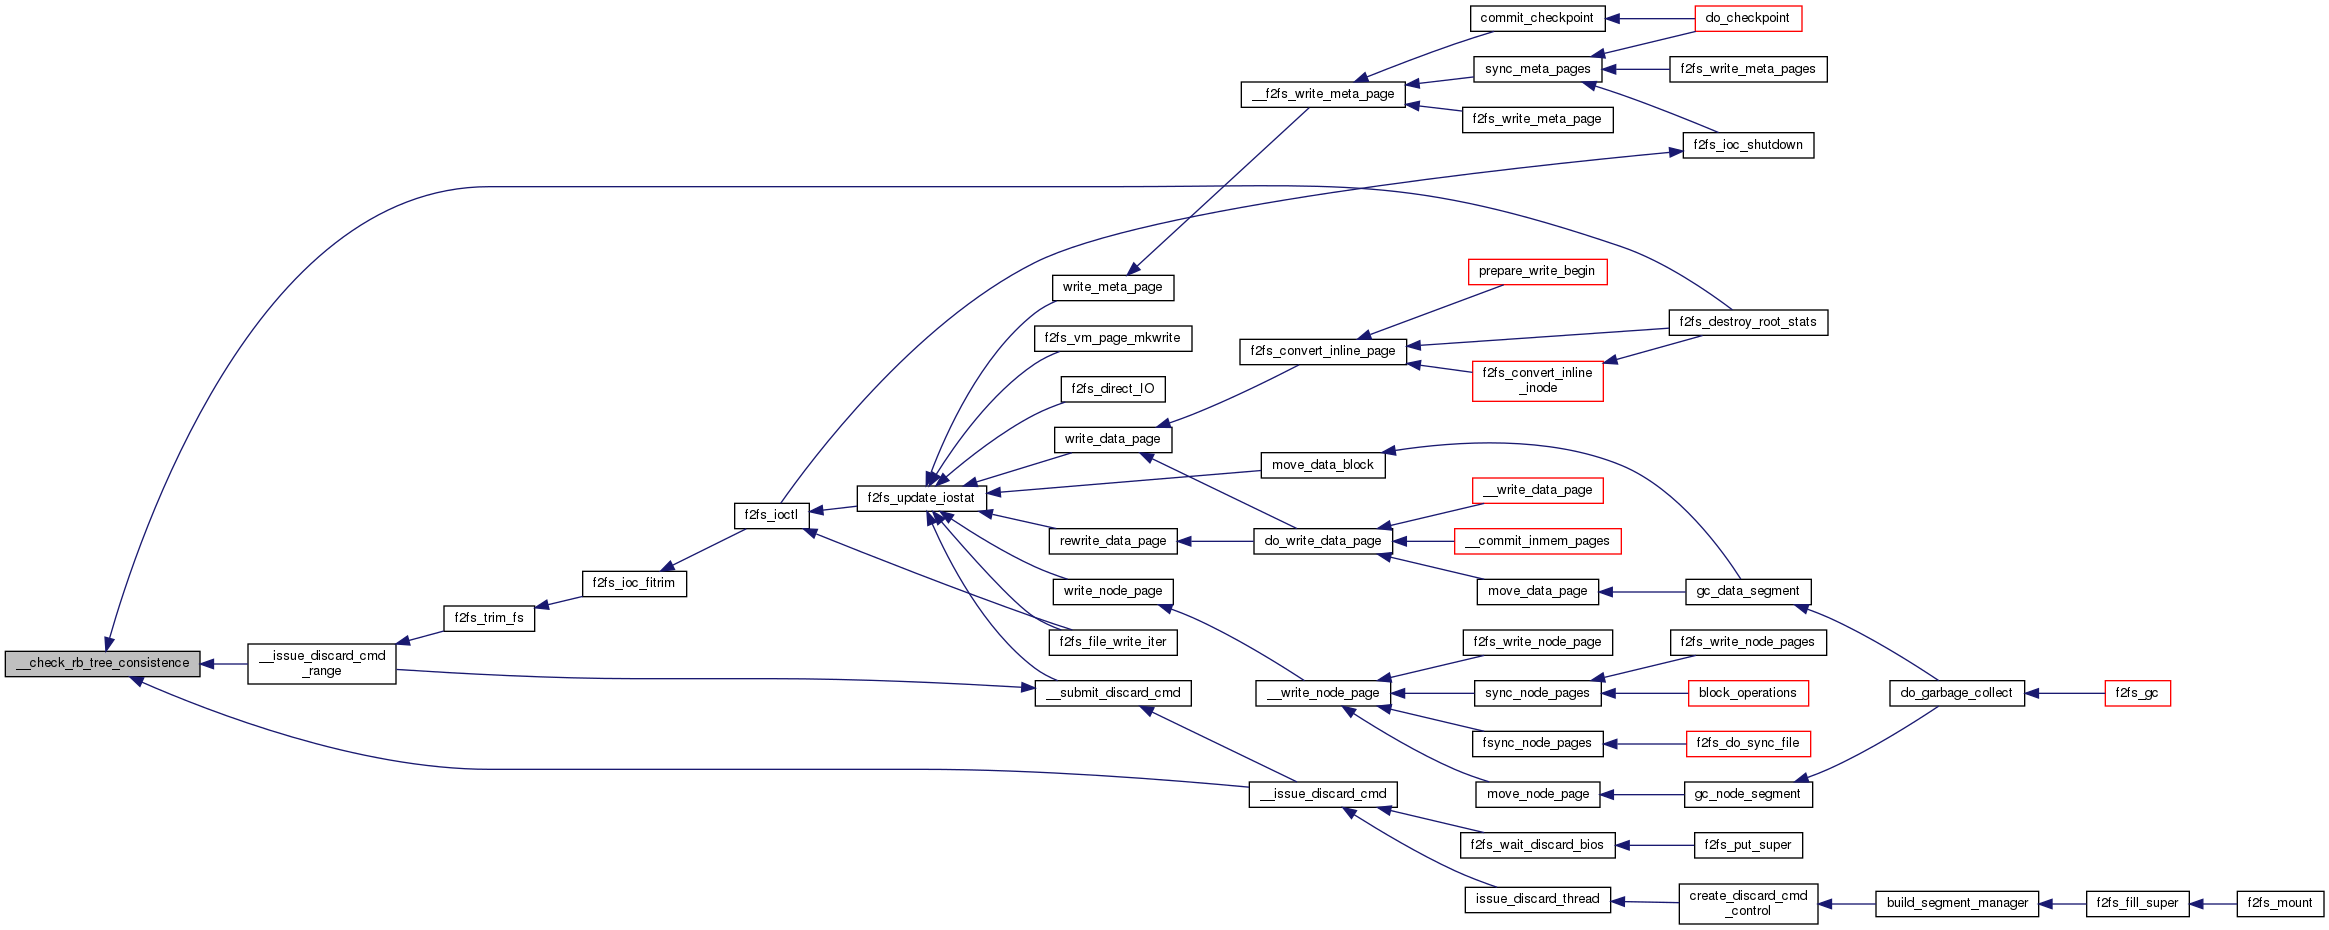 commit_checkpoint
do_checkpoint
sync_meta_pages
f2fs_write_meta_pages
__f2fs_write_meta_page
f2fs_write_meta_page
f2fs_ioc_shutdown
write_meta_page
prepare_write_begin
f2fs_destroy_root_stats
f2fs_vm_page_mkwrite
f2fs_convert_inline_page
f2fs_convert_inline
_inode
f2fs_direct_IO
write_data_page
move_data_block
__write_data_page
f2fs_update_iostat
f2fs_ioctl
rewrite_data_page
do_write_data_page
__commit_inmem_pages
f2fs_ioc_fitrim
write_node_page
move_data_page
gc_data_segment
f2fs_trim_fs
f2fs_file_write_iter
f2fs_write_node_page
f2fs_write_node_pages
__check_rb_tree_consistence
__issue_discard_cmd
_range
__submit_discard_cmd
__write_node_page
sync_node_pages
block_operations
do_garbage_collect
f2fs_gc
fsync_node_pages
f2fs_do_sync_file
__issue_discard_cmd
move_node_page
gc_node_segment
f2fs_wait_discard_bios
f2fs_put_super
issue_discard_thread
create_discard_cmd
_control
build_segment_manager
f2fs_fill_super
f2fs_mount